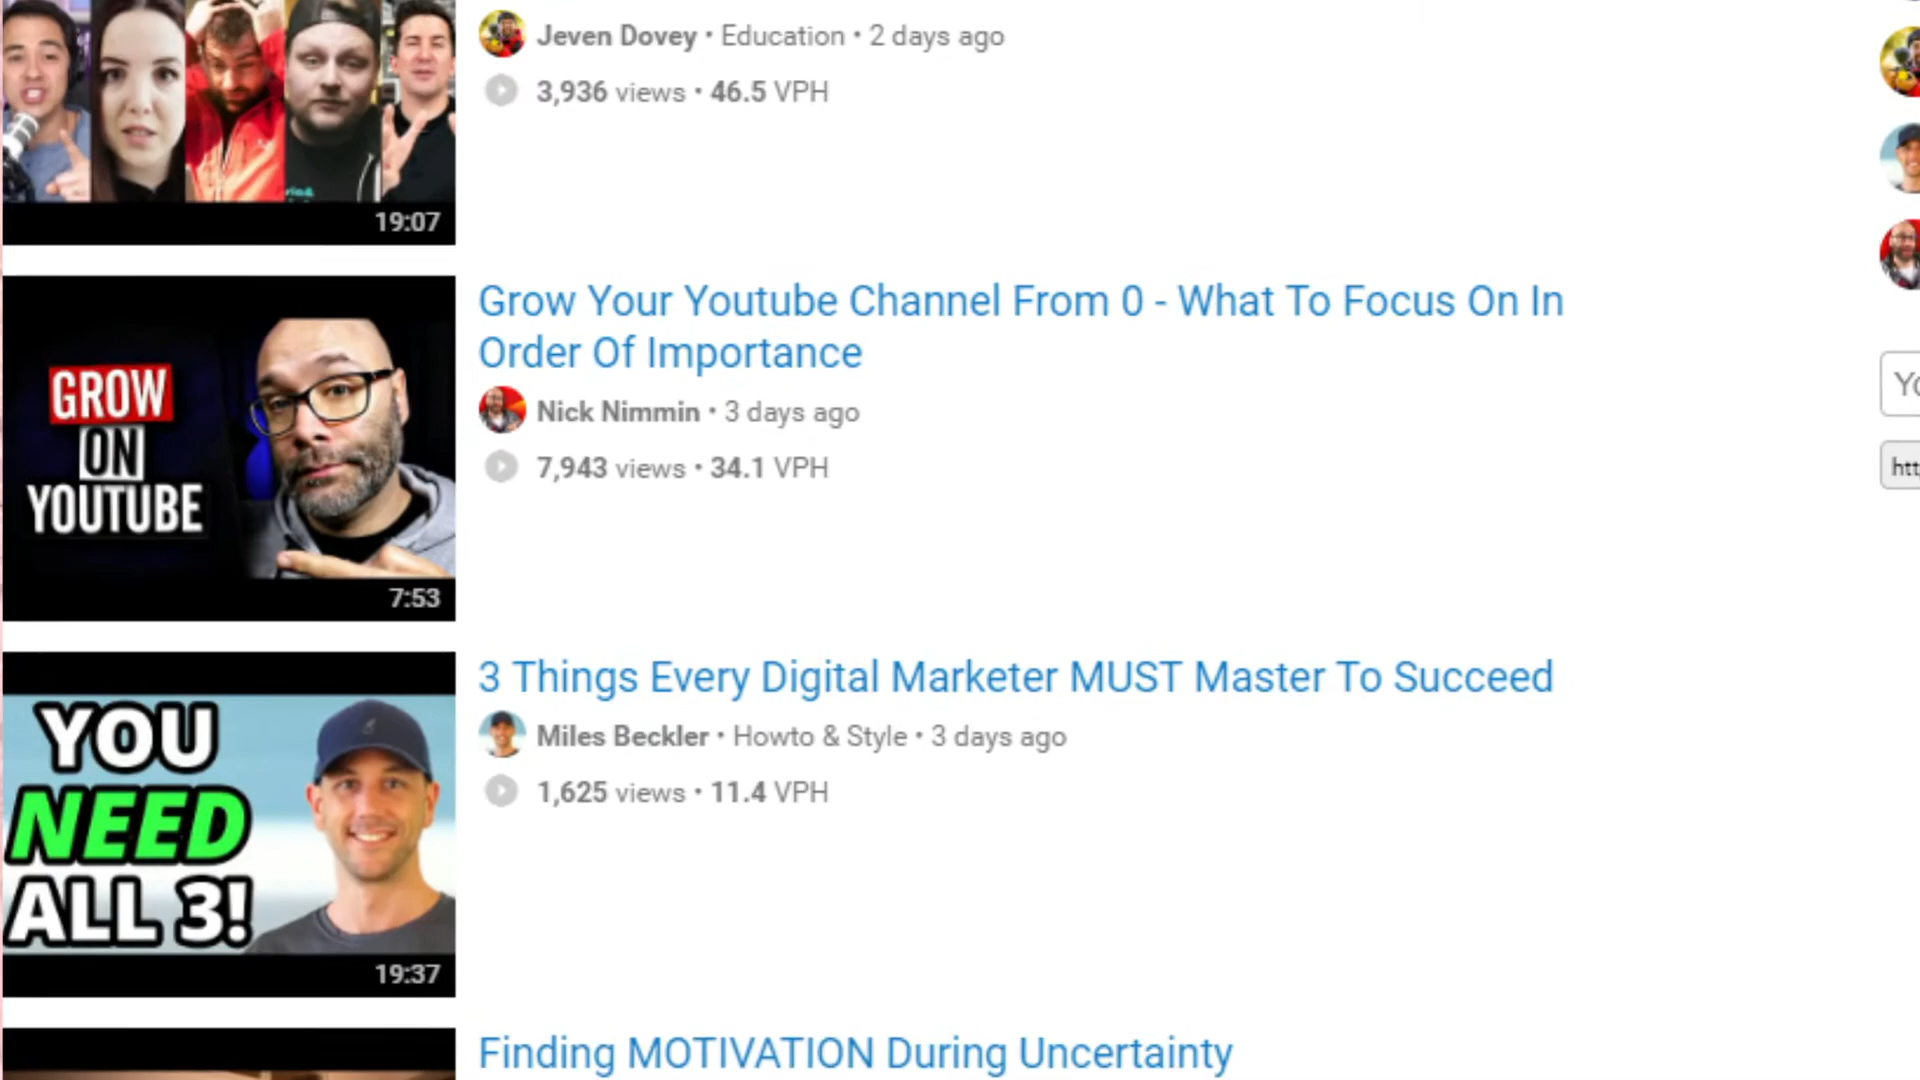 Jeven Dovey • Education • 2 days ago
3,936 views • 46.5 VPH
19:07
Grow Your Youtube Channel From 0 - What To Focus On In
Order Of Importance
Nick Nimmin • 3 days ago
7,943 views • 34.1 VPH
GROW
ON
YOUTUBE
7:53
3 Things Every Digital Marketer MUST Master To Succeed
Miles Beckler • Howto & Style • 3 days ago
1,625 views • 11.4 VPH
YOU
NEED
ALL 3!
19:37
Finding MOTIVATION During Uncertainty
Yo
htt